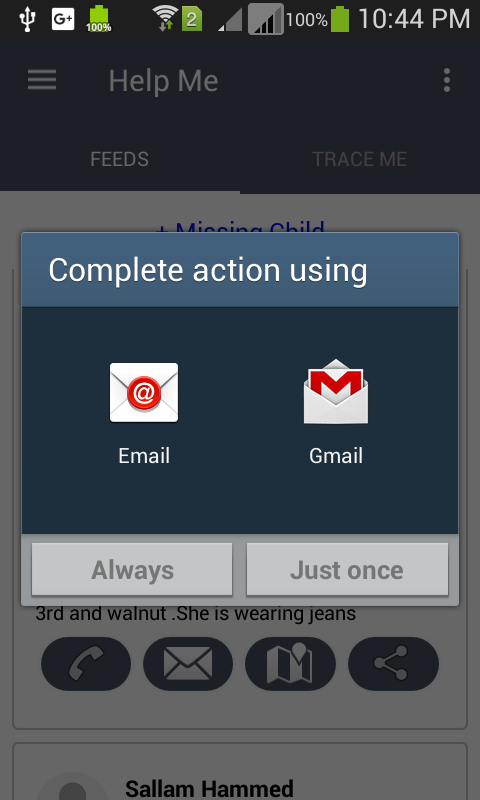 G+ 100% 2 100% 10:44 PM
Help Me
FEEDS TRACE ME
+ Missing Child
Complete action using
@
Email Gmail
Always Just once
3rd and walnut .She is wearing jeans
Sallam Hammed